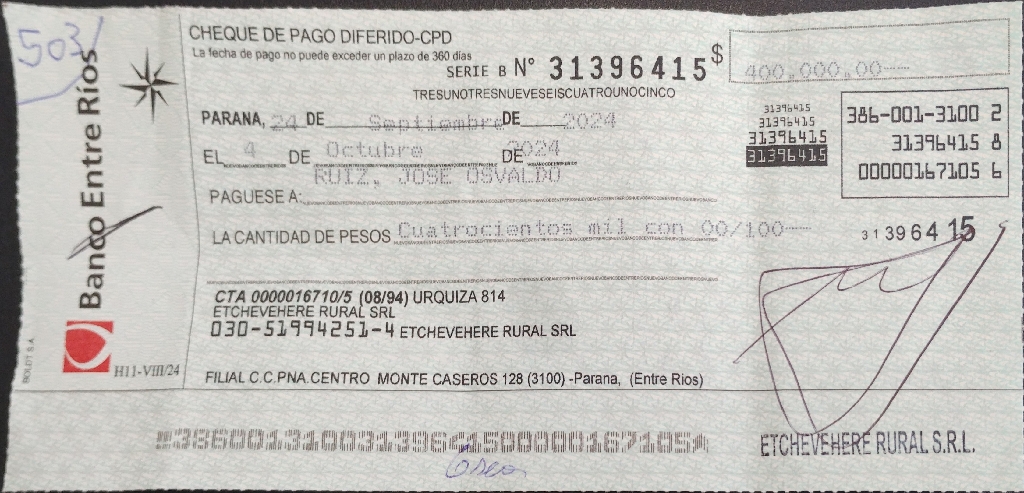 503/
Banco Entre Ríos
BOLDT S.A.
H11-VIII/24
CHEQUE DE PAGO DIFERIDO-CPD
La fecha de pago no puede exceder un plazo de 360 días
SERIE B N° 31396415 $ 400.000.00
TRESUNOTRESNUEVESEISCUATROUNOCINCO
PARANA, 24 DE Septiembre DE 2024
EL 4 DE Octubre DE 2024
RUIZ, JOSE OSVALDO
PAGUESE A:
LA CANTIDAD DE PESOS Cuatrocientos mil con 00/100
31396415
31396415
31396415
31396415
386-001-3100 2
31396415 8
00000167105 6
31396415
CTA 0000016710/5 (08/94) URQUIZA 814
ETCHEVEHERE RURAL SRL
030-51994251-4 ETCHEVEHERE RURAL SRL
FILIAL C.C.PNA.CENTRO MONTE CASEROS 128 (3100) -Parana, (Entre Rios)
ETCHEVEHERE RURAL S.R.L.
38600131003139641500000167105